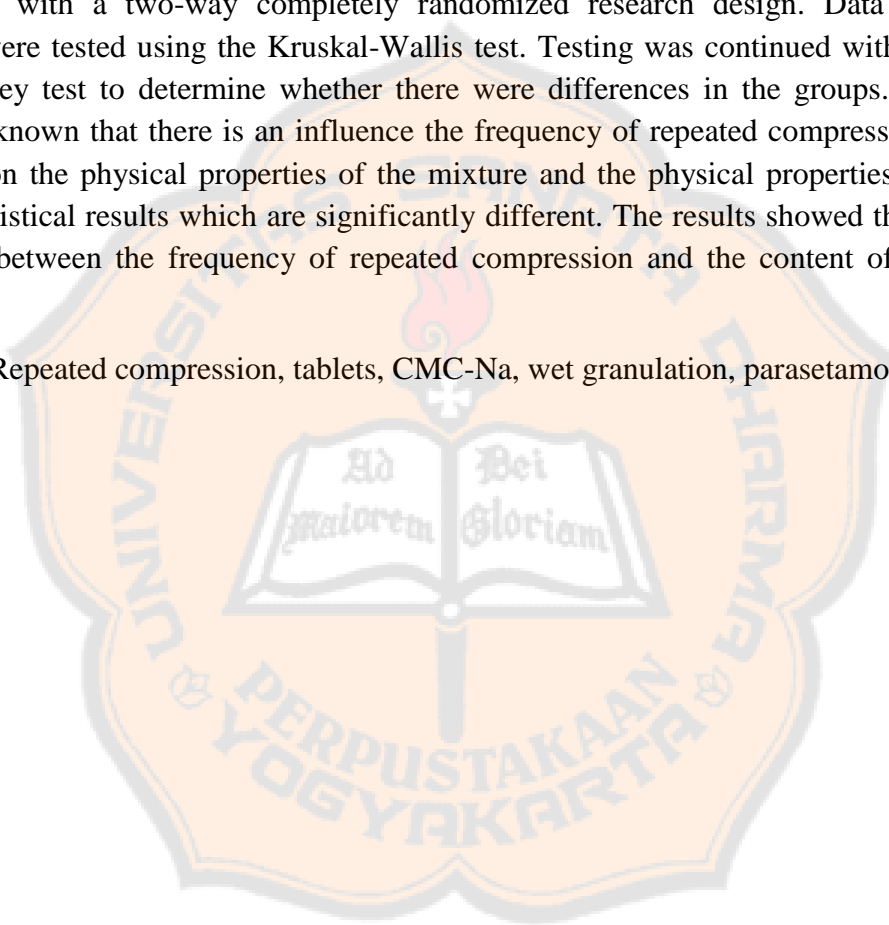 with a two-way completely randomized research design. Data
vere tested using the Kruskal-Wallis test. Testing was continued with
ey test to determine whether there were differences in the groups.
known that there is an influence the frequency of repeated compress
on the physical properties of the mixture and the physical properties
istical results which are significantly different. The results showed th
between the frequency of repeated compression and the content of
Repeated compression, tablets, CMC-Na, wet granulation, parasetamo
UNIVERSITAS SANATA DHARMA
Ad Dei
Maiorem Gloriam
PERPUSTAKAAN
YOGYAKARTA